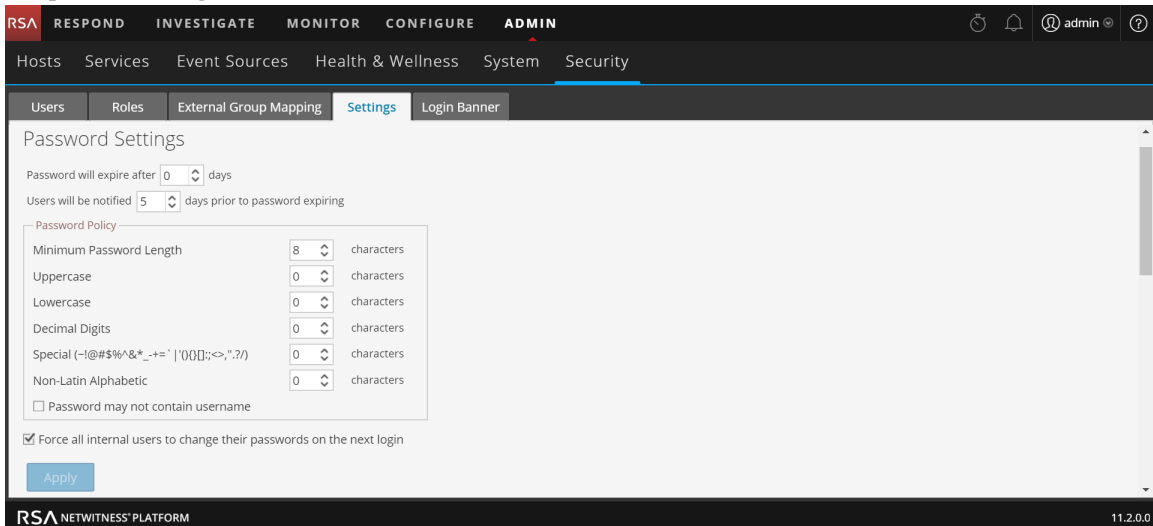 RSA RESPOND INVESTIGATE MONITOR CONFIGURE ADMIN admin ?
Hosts Services Event Sources Health & Wellness System Security
Users Roles External Group Mapping Settings Login Banner
Password Settings
Password will expire after 0 days
Users will be notified 5 days prior to password expiring
Password Policy
Minimum Password Length 8 characters
Uppercase 0 characters
Lowercase 0 characters
Decimal Digits 0 characters
Special (~!@#$%^&*_-+=`|'(){}[]:;<>,".?/) 0 characters
Non-Latin Alphabetic 0 characters
Password may not contain username
Force all internal users to change their passwords on the next login
Apply
RSA NETWITNESS® PLATFORM 11.2.0.0